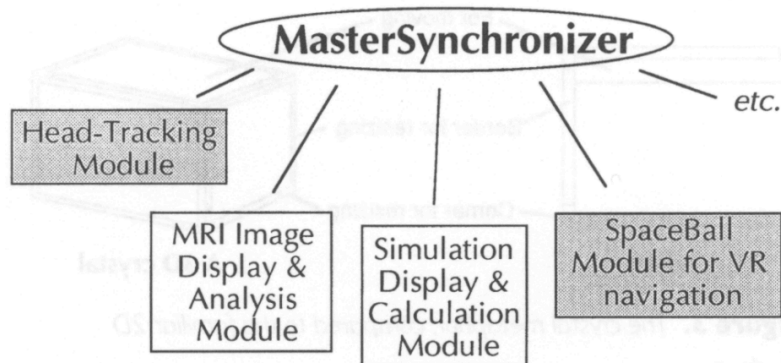 MasterSynchronizer
etc.
Head-Tracking
Module
MRI Image
Display &
Analysis
Module
Simulation
Display &
Calculation
Module
SpaceBall
Module for VR
navigation